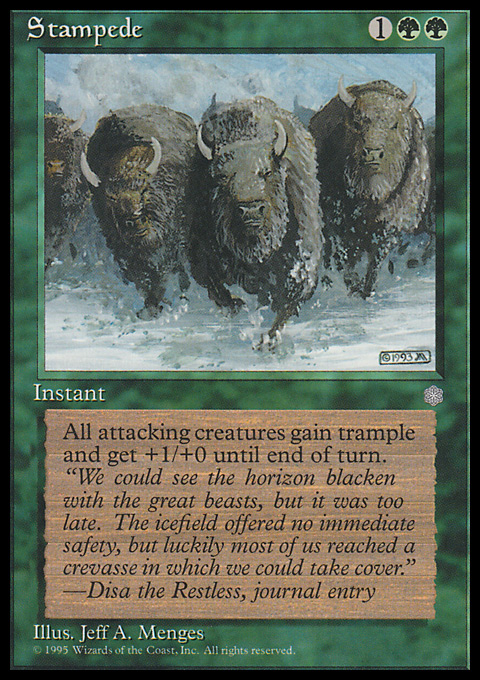 Stampede 1
©1993 JAM
Instant
All attacking creatures gain trample
and get +1/+0 until end of turn.
“We could see the horizon blacken
with the great beasts, but it was too
late. The icefield offered no immediate
safety, but luckily most of us reached a
crevasse in which we could take cover.”
—Disa the Restless, journal entry
Illus. Jeff A. Menges
© 1995 Wizards of the Coast, Inc. All rights reserved.